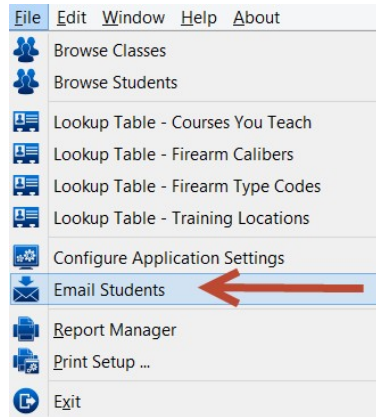 File Edit Window Help About
Browse Classes
Browse Students
Lookup Table - Courses You Teach
Lookup Table - Firearm Calibers
Lookup Table - Firearm Type Codes
Lookup Table - Training Locations
Configure Application Settings
Email Students
Report Manager
Print Setup ...
Exit